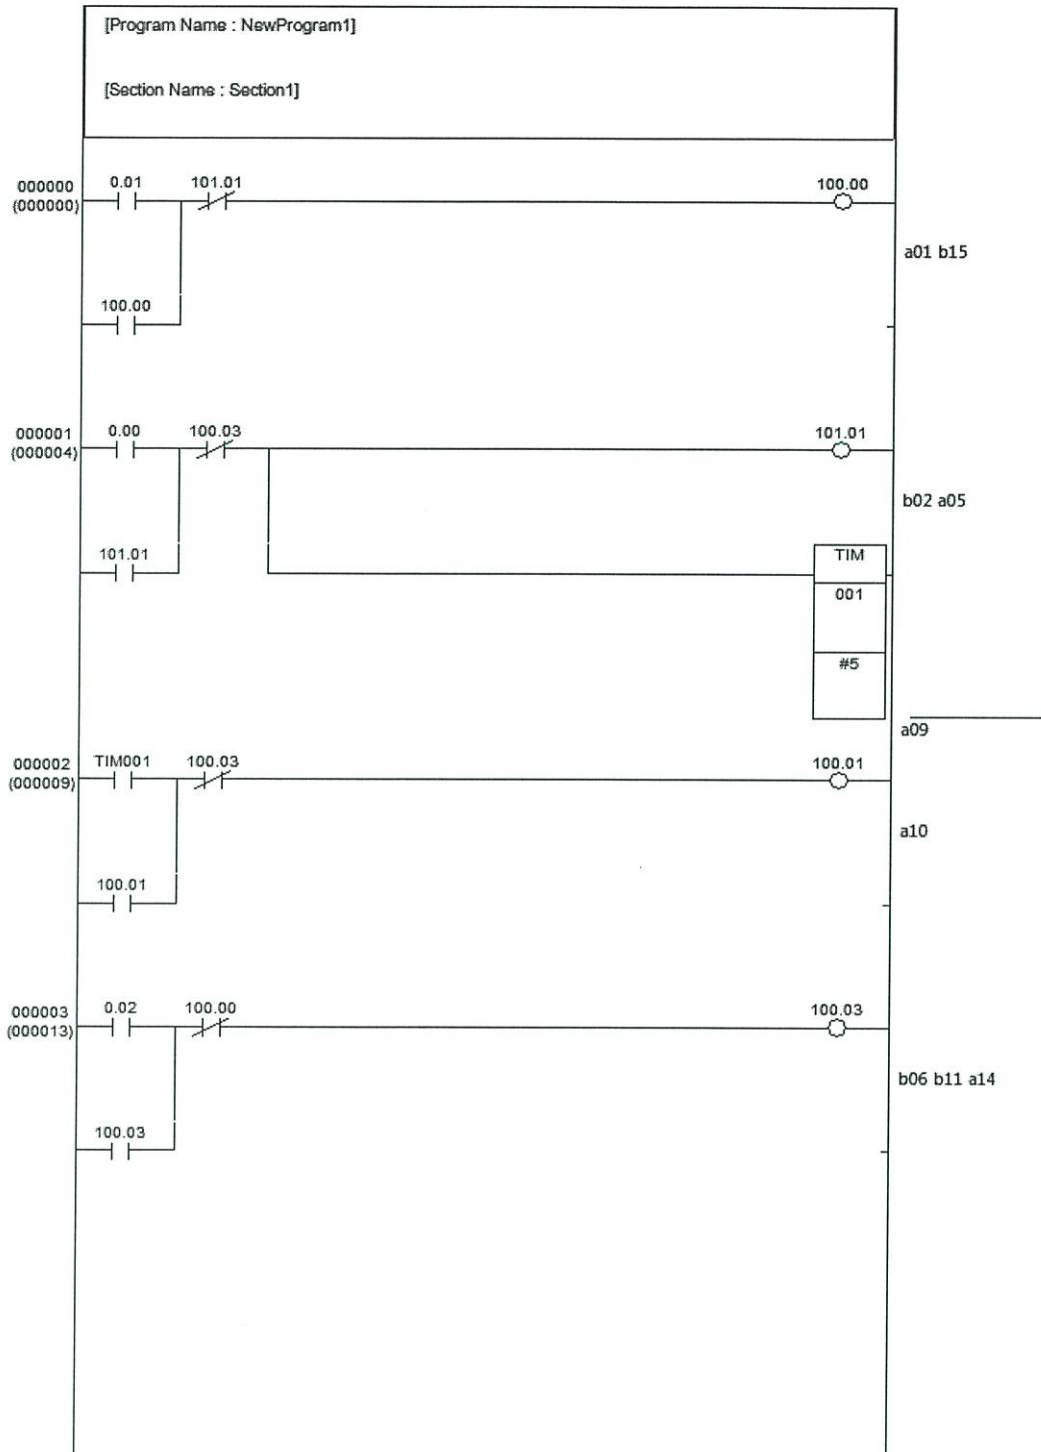 [Program Name : NewProgram1]
[Section Name : Section1]
000000
(000000)
0.01
101.01
100.00
a01 b15
100.00
000001
(000004)
0.00
100.03
101.01
b02 a05
101.01
TIM
001
#5
a09
000002
(000009)
TIM001
100.03
100.01
a10
100.01
000003
(000013)
0.02
100.00
100.03
b06 b11 a14
100.03